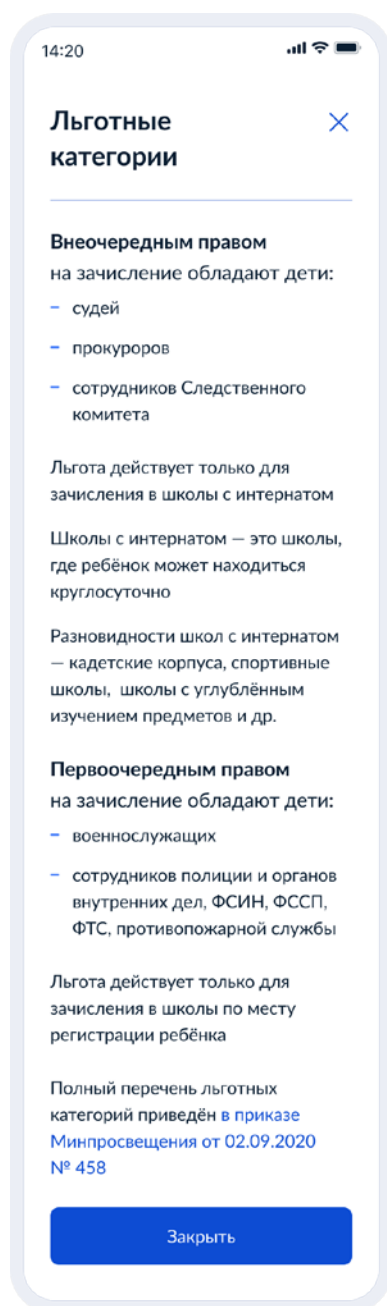 14:20
Льготные
категории
Внеочередным правом
на зачисление обладают дети:
– судей
– прокуроров
– сотрудников Следственного
комитета
Льгота действует только для
зачисления в школы с интернатом
Школы с интернатом — это школы,
где ребёнок может находиться
круглосуточно
Разновидности школ с интернатом
— кадетские корпуса, спортивные
школы, школы с углублённым
изучением предметов и др.
Первоочередным правом
на зачисление обладают дети:
– военнослужащих
– сотрудников полиции и органов
внутренних дел, ФСИН, ФССП,
ФТС, противопожарной службы
Льгота действует только для
зачисления в школы по месту
регистрации ребёнка
Полный перечень льготных
категорий приведён в приказе
Минпросвещения от 02.09.2020
№ 458
Закрыть